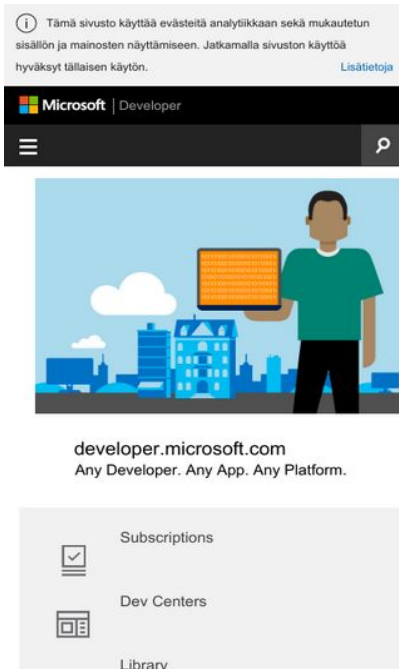 Tämä sivusto käyttää evästeitä analytiikkaan sekä mukautetun
sisällön ja mainosten näyttämiseen. Jatkamalla sivuston käyttöä
hyväksyt tällaisen käytön.
Lisätietoja
Microsoft | Developer
developer.microsoft.com
Any Developer. Any App. Any Platform.
Subscriptions
Dev Centers
Library